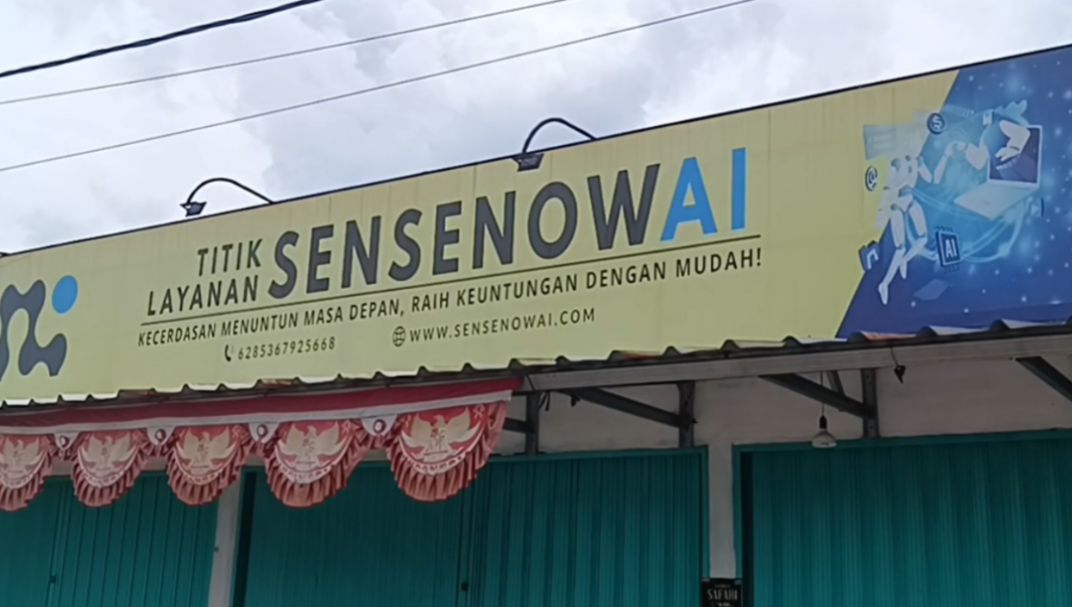 TITIK
LAYANAN SENSENOWAI
KECERDASAN MENUNTUN MASA DEPAN, RAIH KEUNTUNGAN DENGAN MUDAH!
6285367925668
WWW.SENSENOWAI.COM
AI
SAFARI